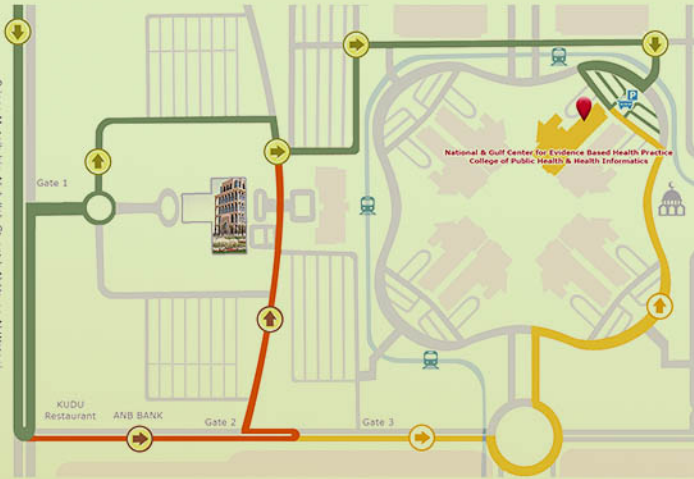 National & Gulf Center for Evidence Based Health Practice
College of Public Health & Health Informatics
Gate 1
KUDU
Restaurant
ANB BANK
Gate 2
Gate 3
P